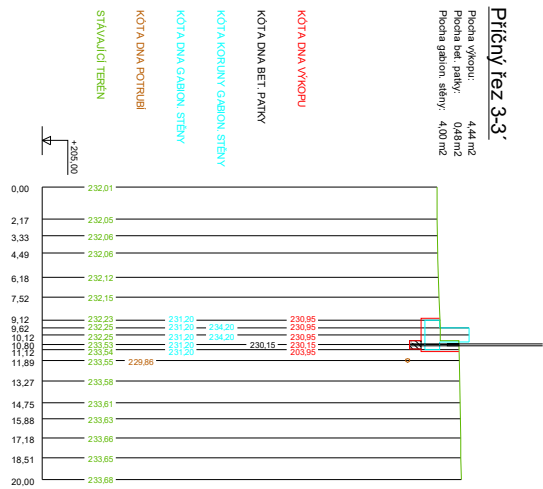 Příčný řez 3-3´
Plocha výkopu: 4,44 m2
Plocha bet. patky: 0,48 m2
Plocha gabion. stěny: 4,00 m2
KÓTA DNA VÝKOPU
KÓTA DNA BET. PATKY
KÓTA KORUNY GABION. STĚNY
KÓTA DNA GABION. STĚNY
KÓTA DNA POTRUBÍ
STÁVAJÍCÍ TERÉN
+205,00
0,00 232,01
2,17 232,05
3,33 232,06
4,49 232,06
6,18 232,12
7,52 232,15
9,12 232,23 231,20 230,95
9,62 232,25 231,20 234,20 230,95
10,12 232,25 231,20 234,20 230,95
10,80 233,53 231,20 230,15 230,15
11,12 233,54 231,20 203,95
11,89 233,55 229,86
13,27 233,58
14,75 233,61
15,88 233,63
17,18 233,66
18,51 233,65
20,00 233,68